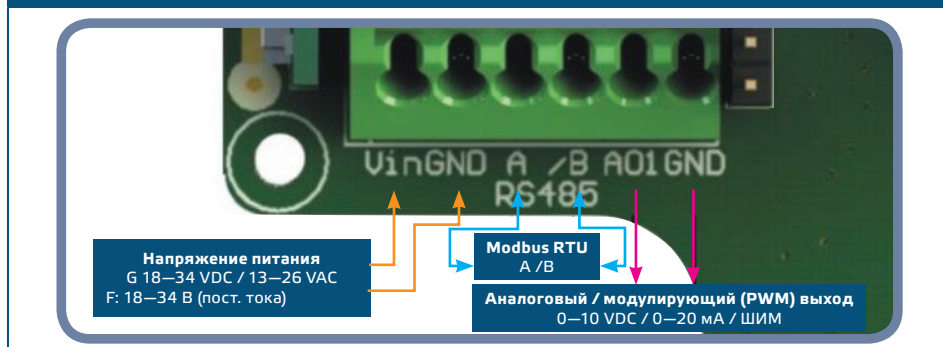 VinGND A /B AO1 GND
RS485
Напряжение питания
G 18—34 VDC / 13—26 VAC
F: 18—34 В (пост. тока)
Modbus RTU
A /B
Аналоговый / модулирующий (PWM) выход
0—10 VDC / 0—20 мА / ШИМ